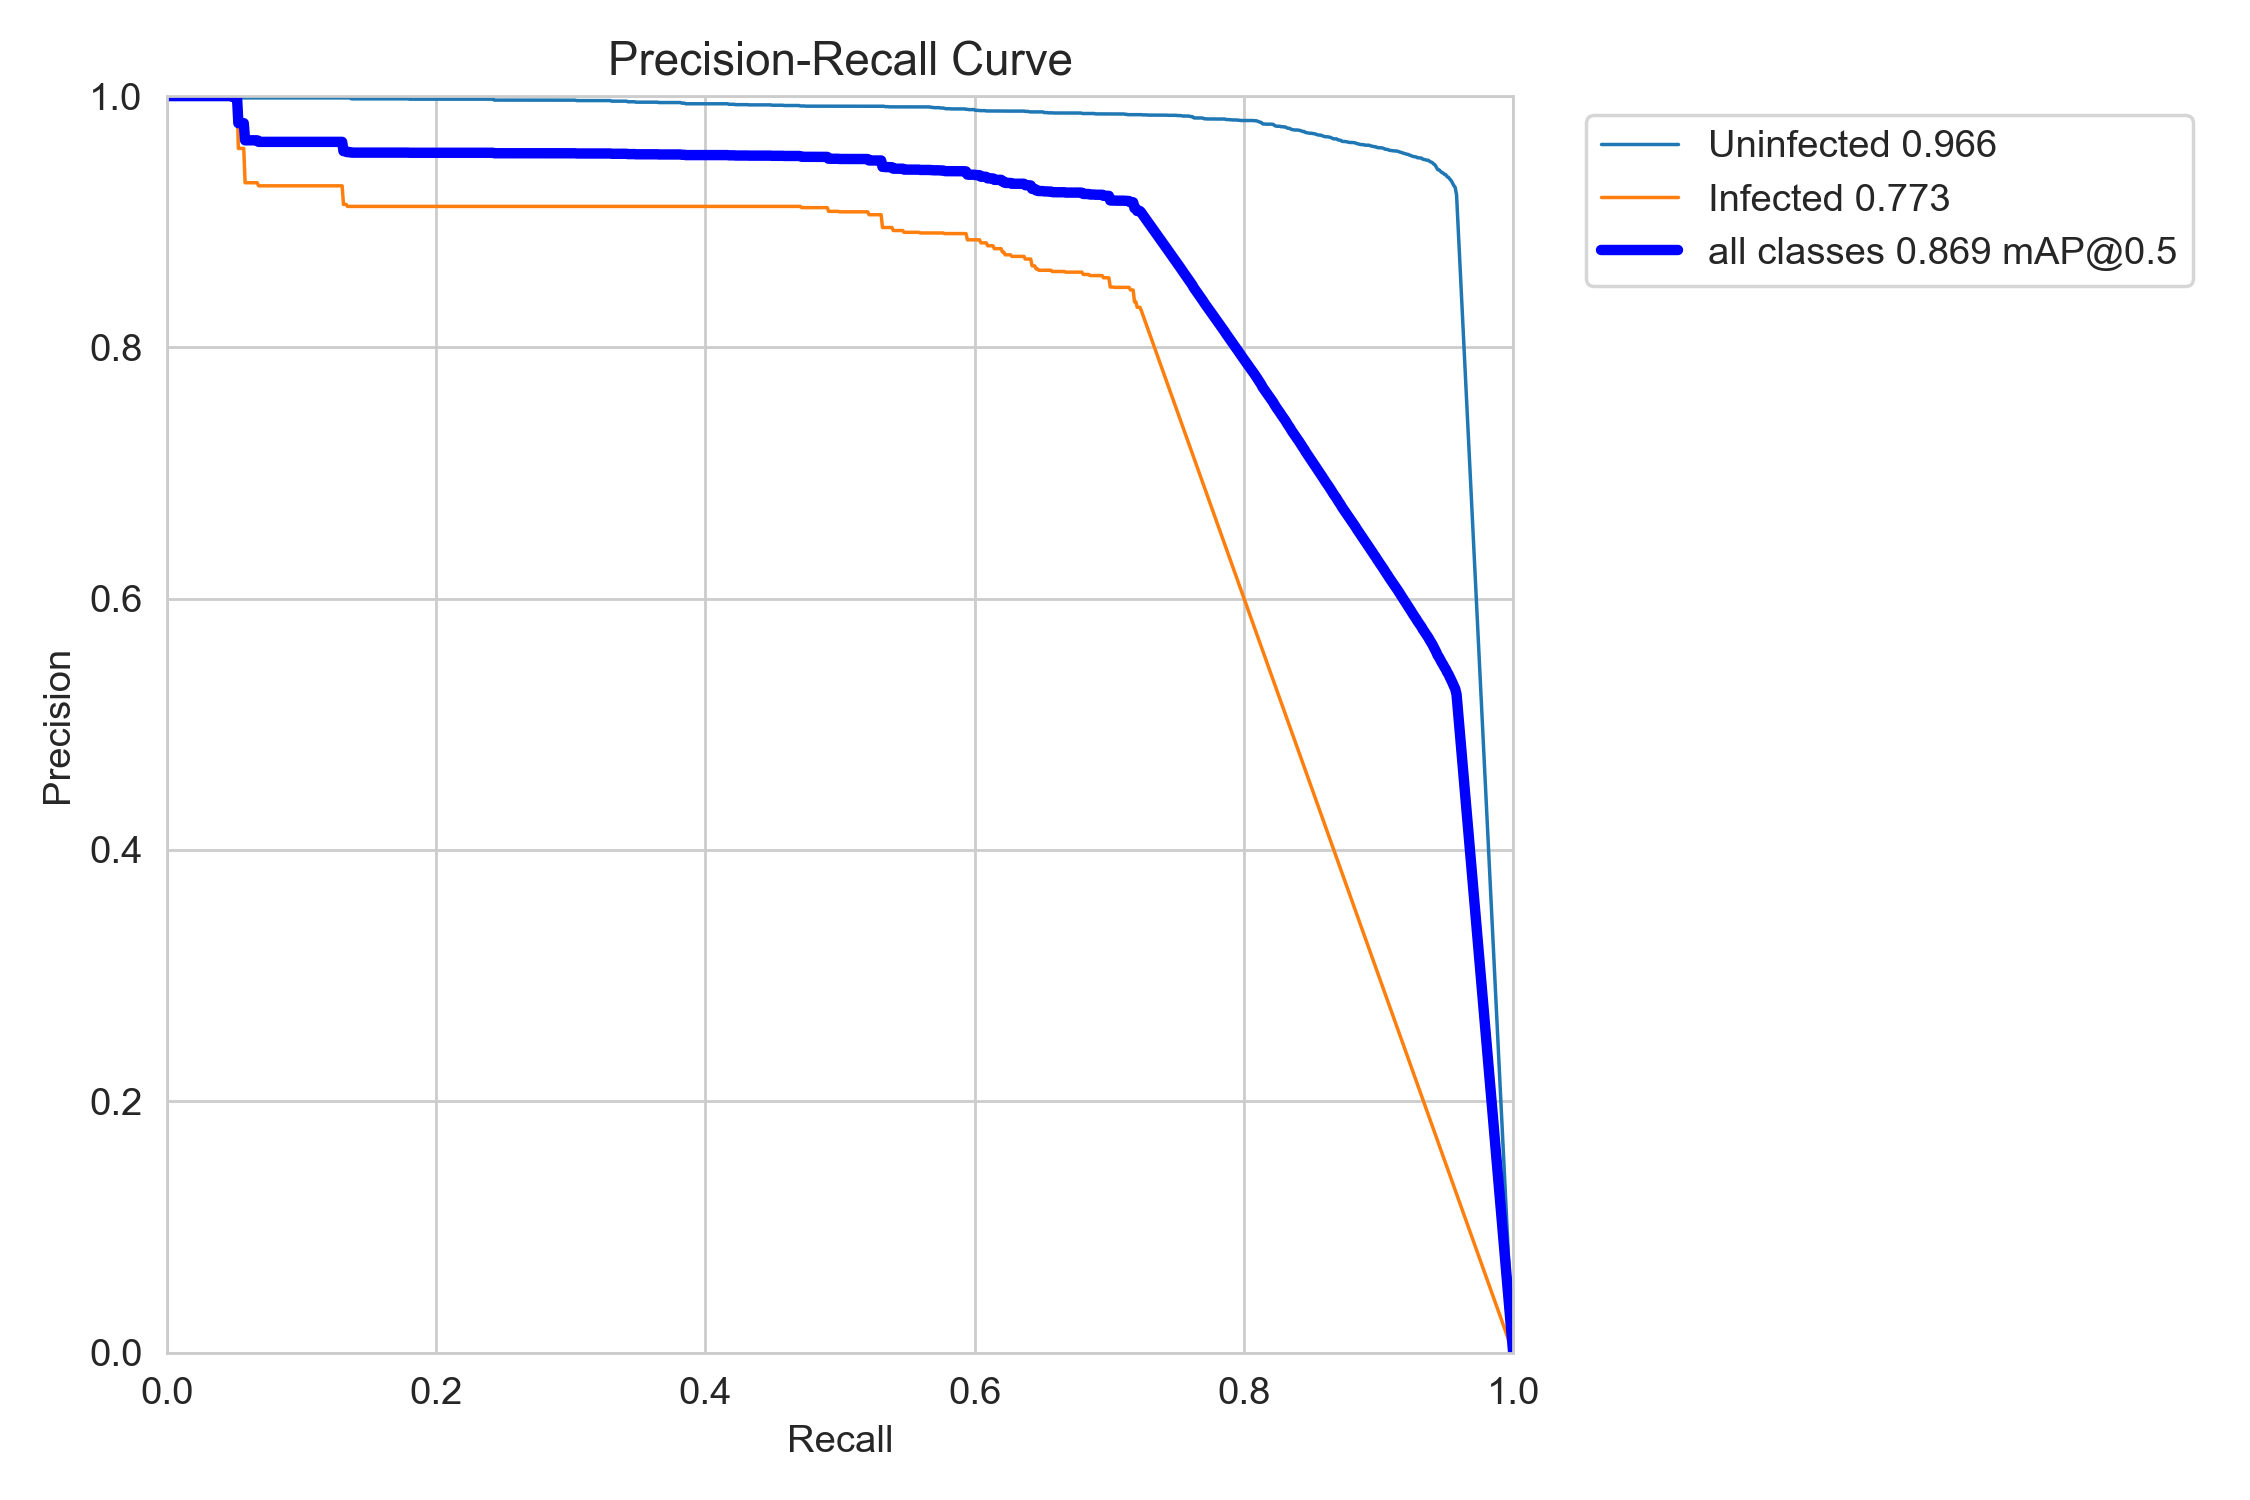 Precision-Recall Curve
1.0
0.8
0.6
0.4
0.2
0.0
Precision
0.0 0.2 0.4 0.6 0.8 1.0
Recall
Uninfected 0.966
Infected 0.773
all classes 0.869 mAP@0.5